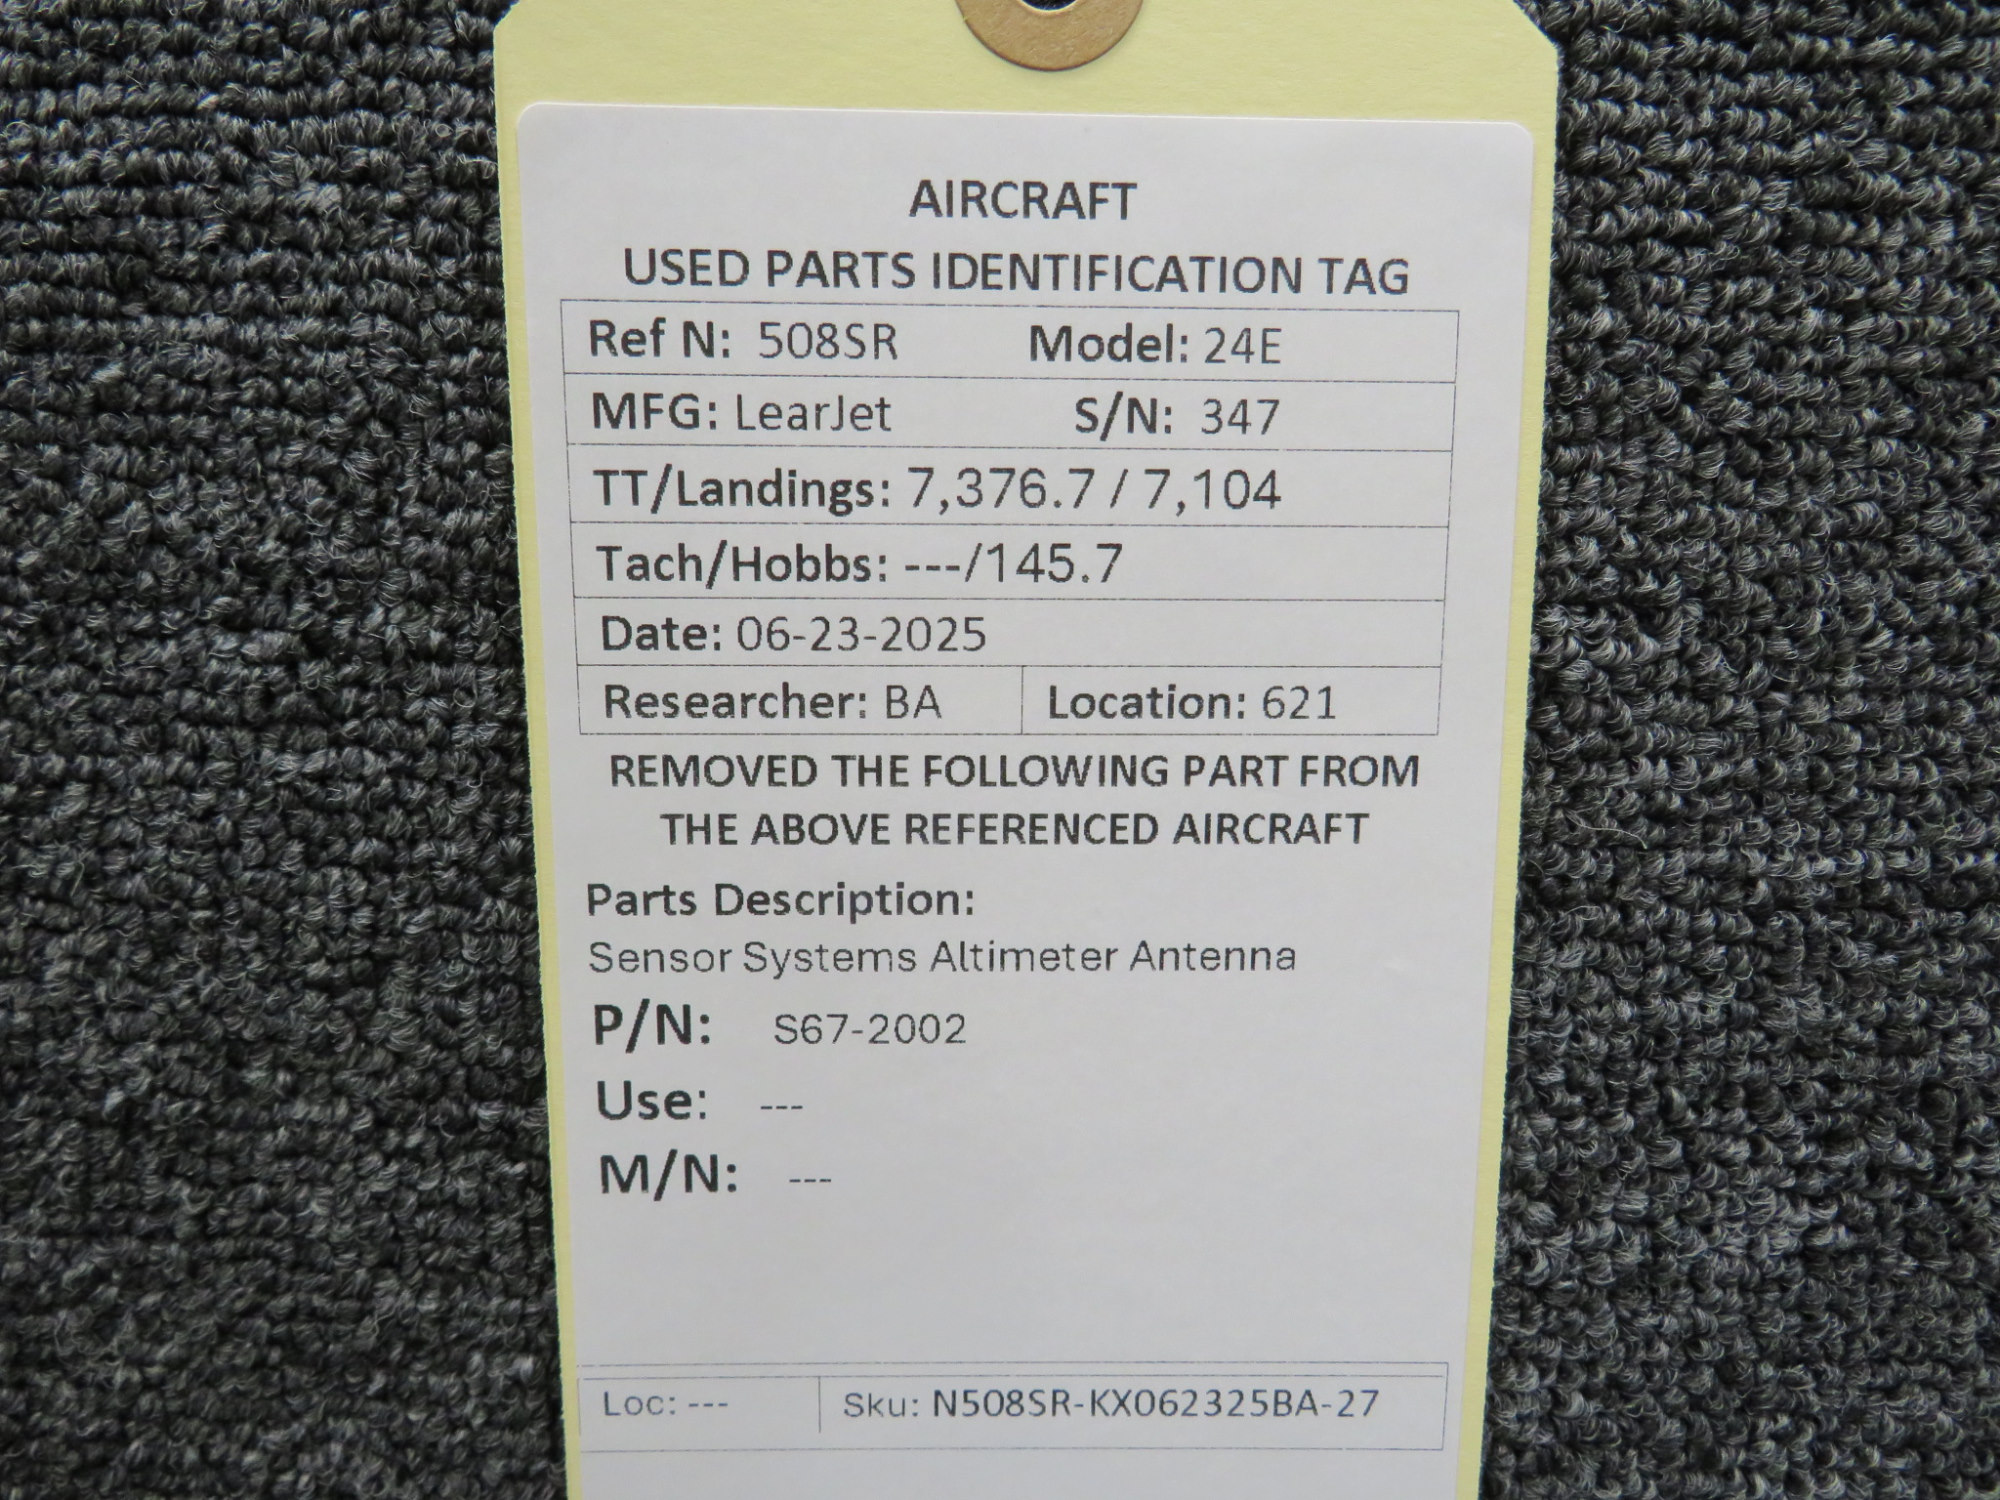 AIRCRAFT
USED PARTS IDENTIFICATION TAG
Ref N: 508SR Model: 24E
MFG: LearJet S/N: 347
TT/Landings: 7,376.7 / 7,104
Tach/Hobbs: ---/145.7
Date: 06-23-2025
Researcher: BA Location: 621
REMOVED THE FOLLOWING PART FROM
THE ABOVE REFERENCED AIRCRAFT
Parts Description:
Sensor Systems Altimeter Antenna
P/N: S67-2002
Use: ---
M/N: ---
Loc: --- Sku: N508SR-KX062325BA-27